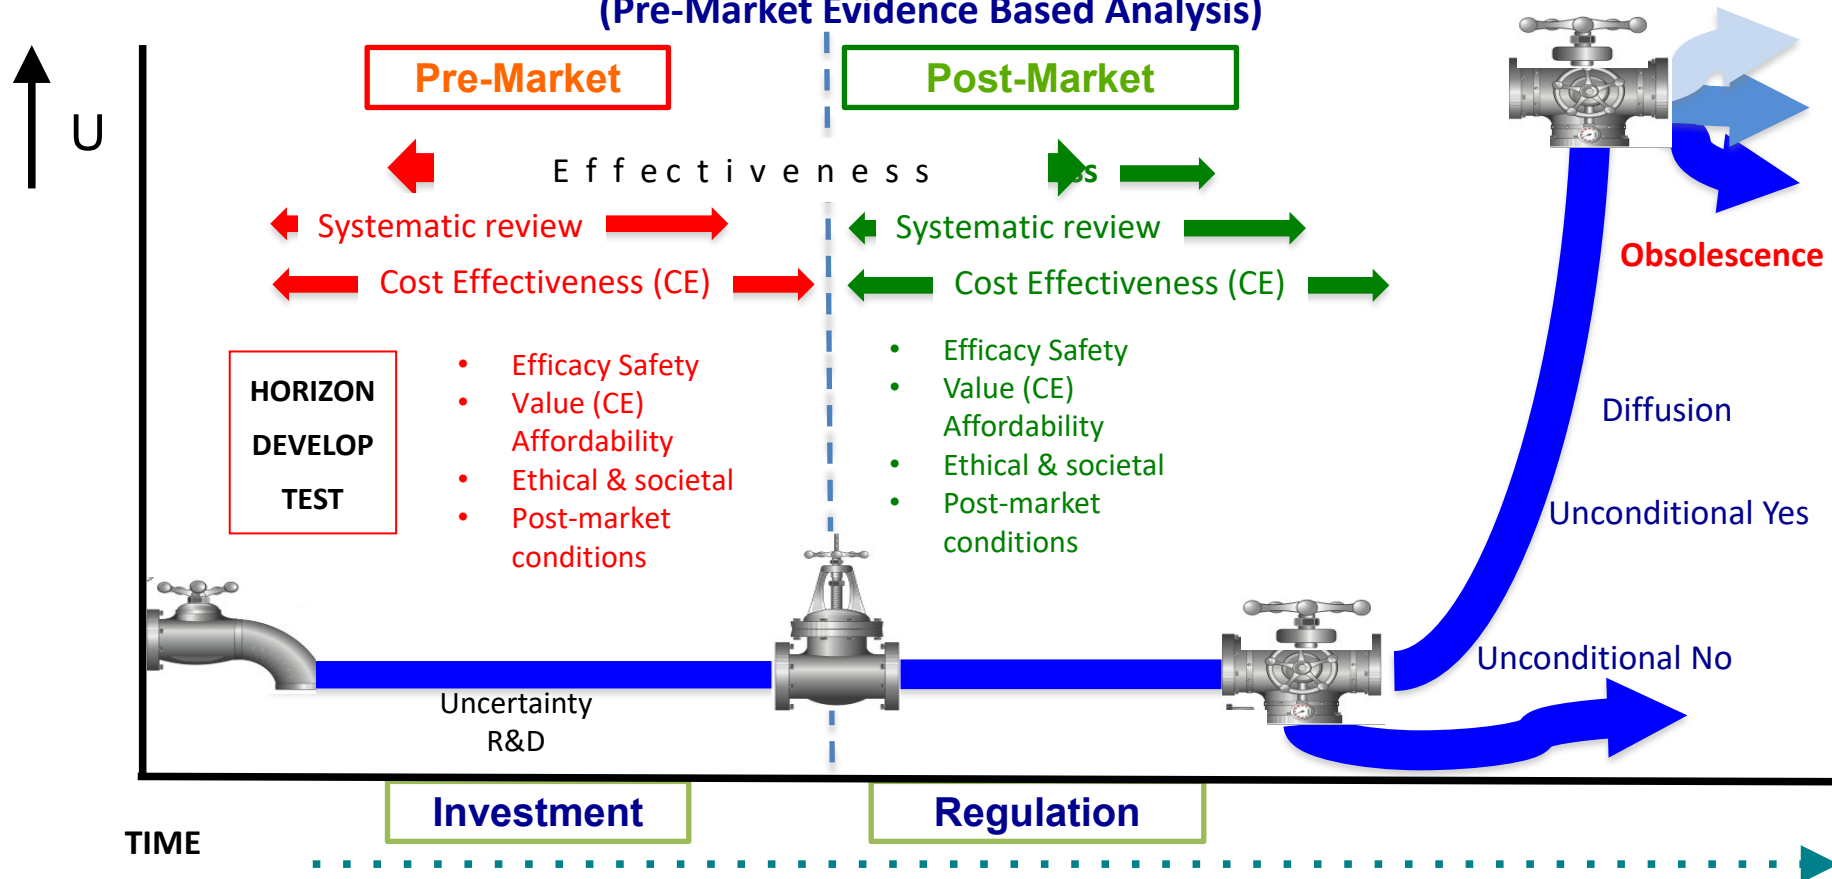 (Pre-Market Evidence Based Analysis)
Pre-Market
Post-Market
U
Effectiveness
ss
Systematic review
Systematic review
Obsolescence
Cost Effectiveness (CE)
Cost Effectiveness (CE)
HORIZON
DEVELOP
TEST
• Efficacy Safety
• Value (CE)
Affordability
• Ethical & societal
• Post-market
conditions
• Efficacy Safety
• Value (CE)
Affordability
• Ethical & societal
• Post-market
conditions
Diffusion
Unconditional Yes
Unconditional No
Uncertainty
R&D
Investment
Regulation
TIME